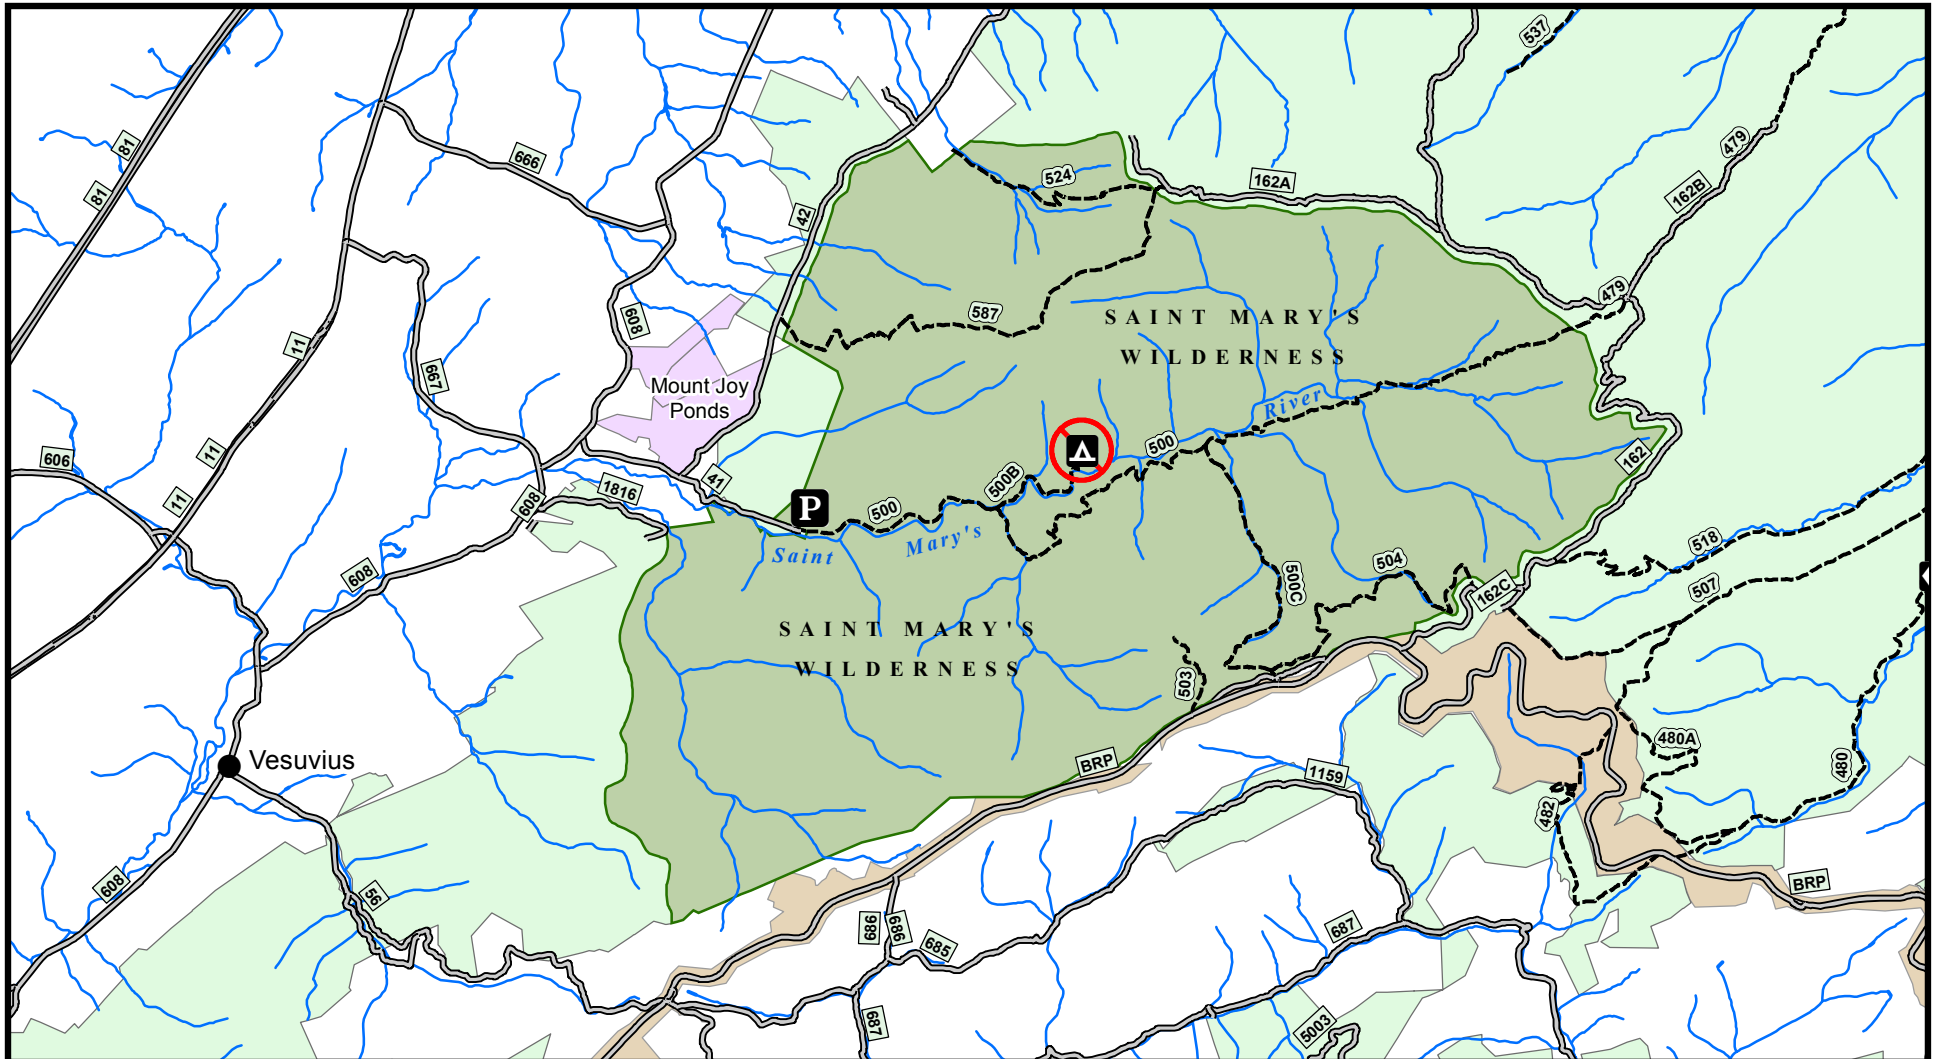 537
81
479
666
81
524
162A
162B
42
479
587
608
SAINT MARY'S
WILDERNESS
11
667
Mount Joy
Ponds
River
500
11
606
162
41
500B
1816
11
608
P
500
Mary's
518
Saint
504
608
500C
162C
507
SAINT MARY'S
WILDERNESS
503
480A
BRP
Vesuvius
480
1159
482
608
56
BRP
686
686
685
687
687
5003